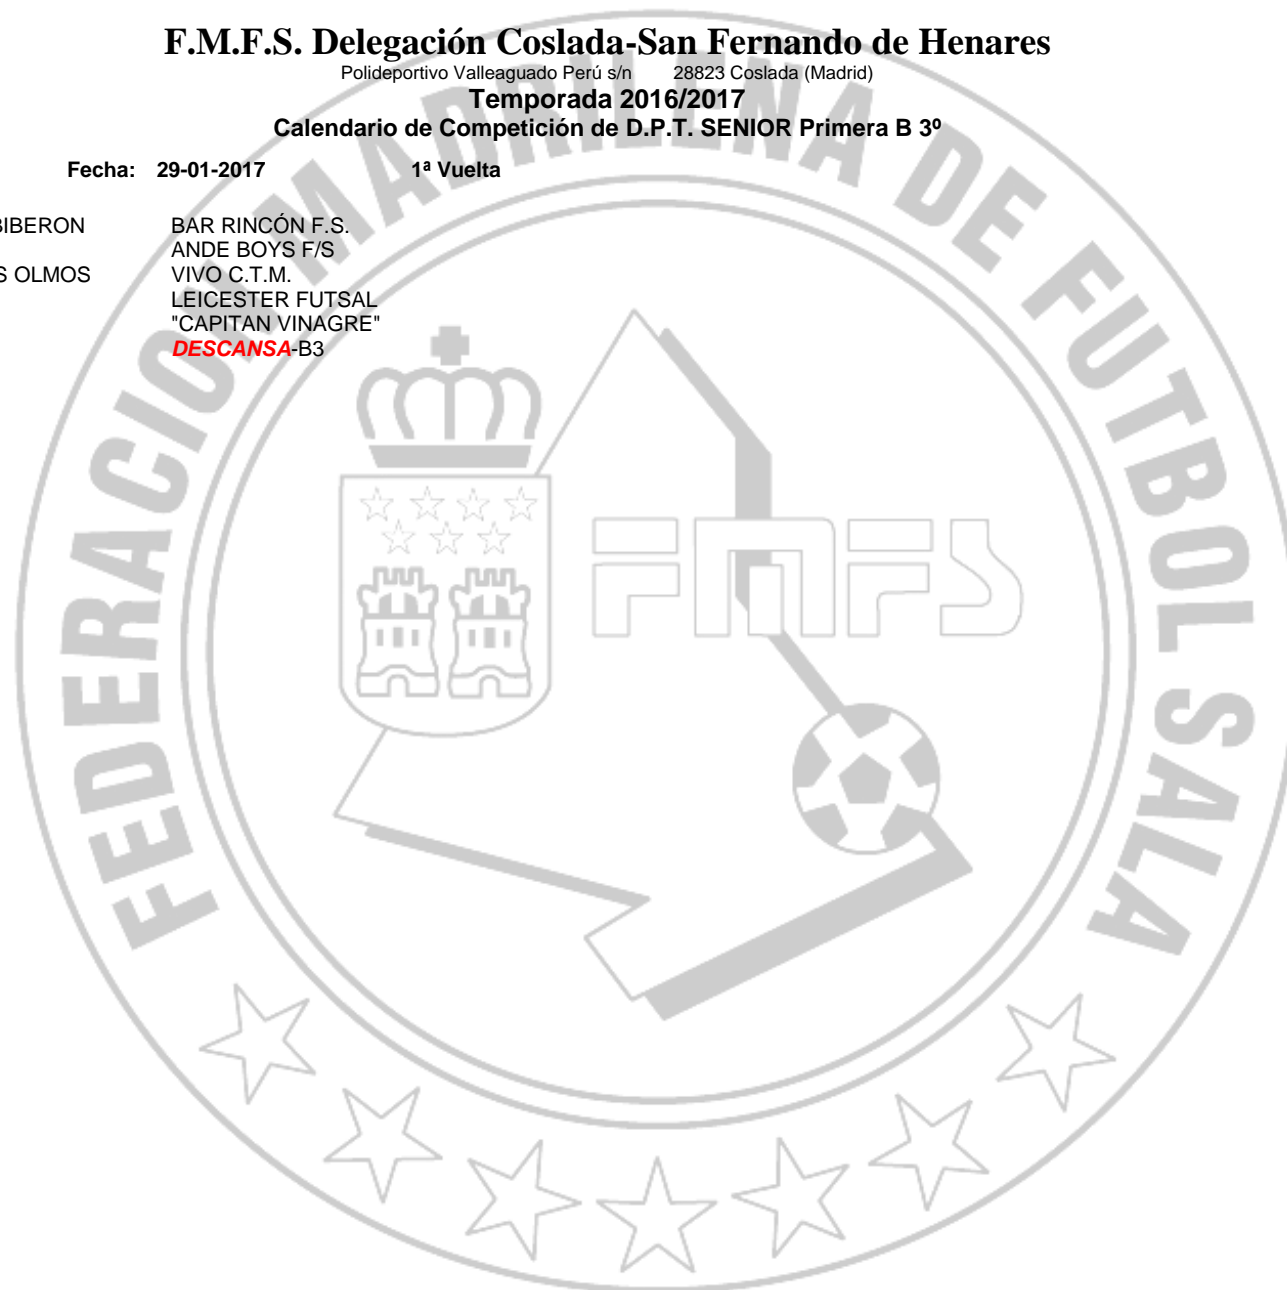 F.M.F.S. Delegación Coslada-San Fernando de Henares
Polideportivo Valleaguado Perú s/n 28823 Coslada (Madrid)
Temporada 2016/2017
Calendario de Competición de D.P.T. SENIOR Primera B 3º
Fecha: 29-01-2017 1ª Vuelta
BIBERON BAR RINCÓN F.S.
ANDE BOYS F/S
S OLMOS VIVO C.T.M.
LEICESTER FUTSAL
"CAPITAN VINAGRE"
DESCANSA-B3
FEDERACION MADRILEÑA DE FUTBOL SALA
FMFS